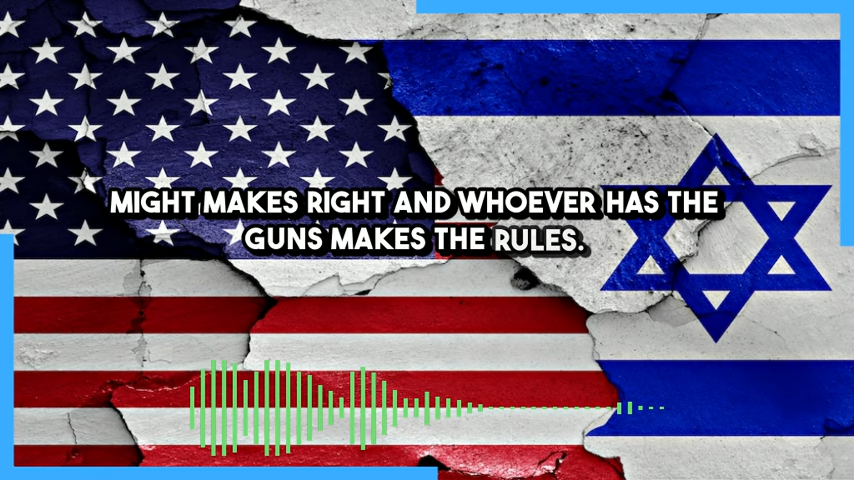 MIGHT MAKES RIGHT AND WHOEVER HAS THE
GUNS MAKES THE RULES.